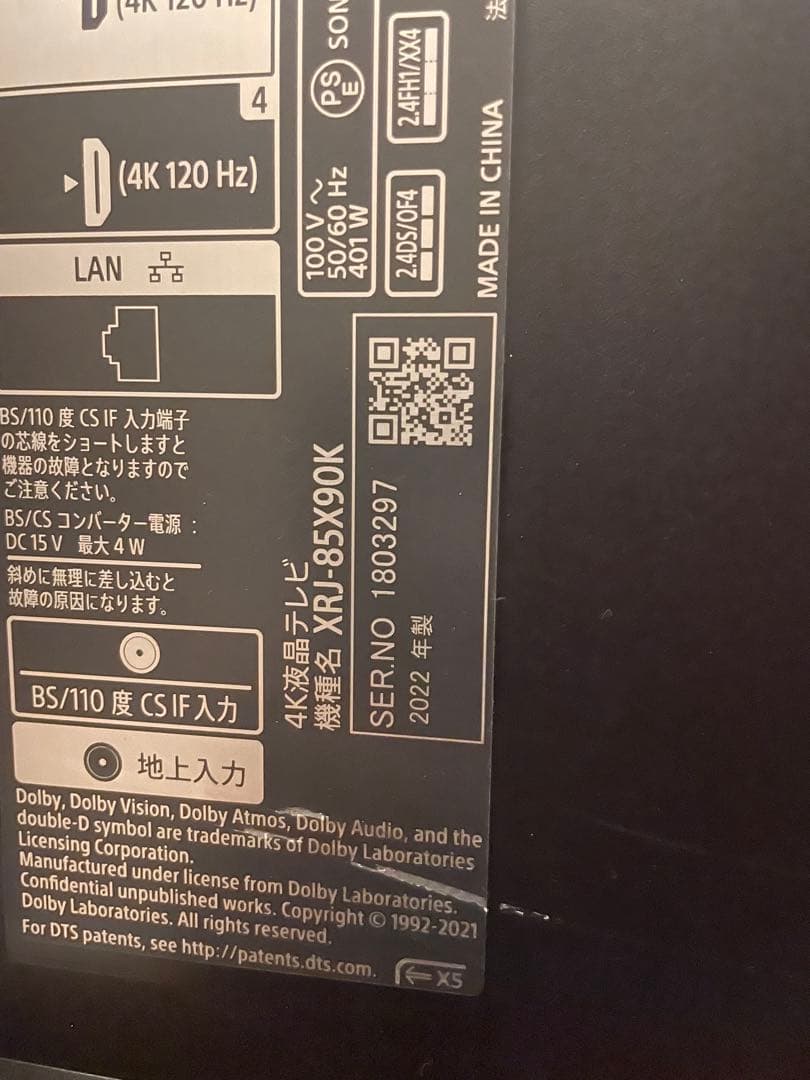 (4K 120 Hz)
4
(4K 120 Hz)
LAN
BS/110 度 CS IF 入力端子
の芯線をショートしますと
機器の故障となりますので
ご注意ください。
BS/CS コンバーター電源 :
DC 15 V 最大 4 W
斜めに無理に差し込むと
故障の原因になります。
BS/110 度 CS IF 入力
地上入力
PSE SON
100 V ～
50/60 Hz
401 W
2.4FH1/XX4
2.4DS/OF4
法
MADE IN CHINA
4K液晶テレビ
機種名 XRJ-85X90K
SER.NO 1803297
2022 年製
Dolby, Dolby Vision, Dolby Atmos, Dolby Audio, and the
double-D symbol are trademarks of Dolby Laboratories
Licensing Corporation.
Manufactured under license from Dolby Laboratories.
Confidential unpublished works. Copyright © 1992-2021
Dolby Laboratories. All rights reserved.
For DTS patents, see http://patents.dts.com.
X5